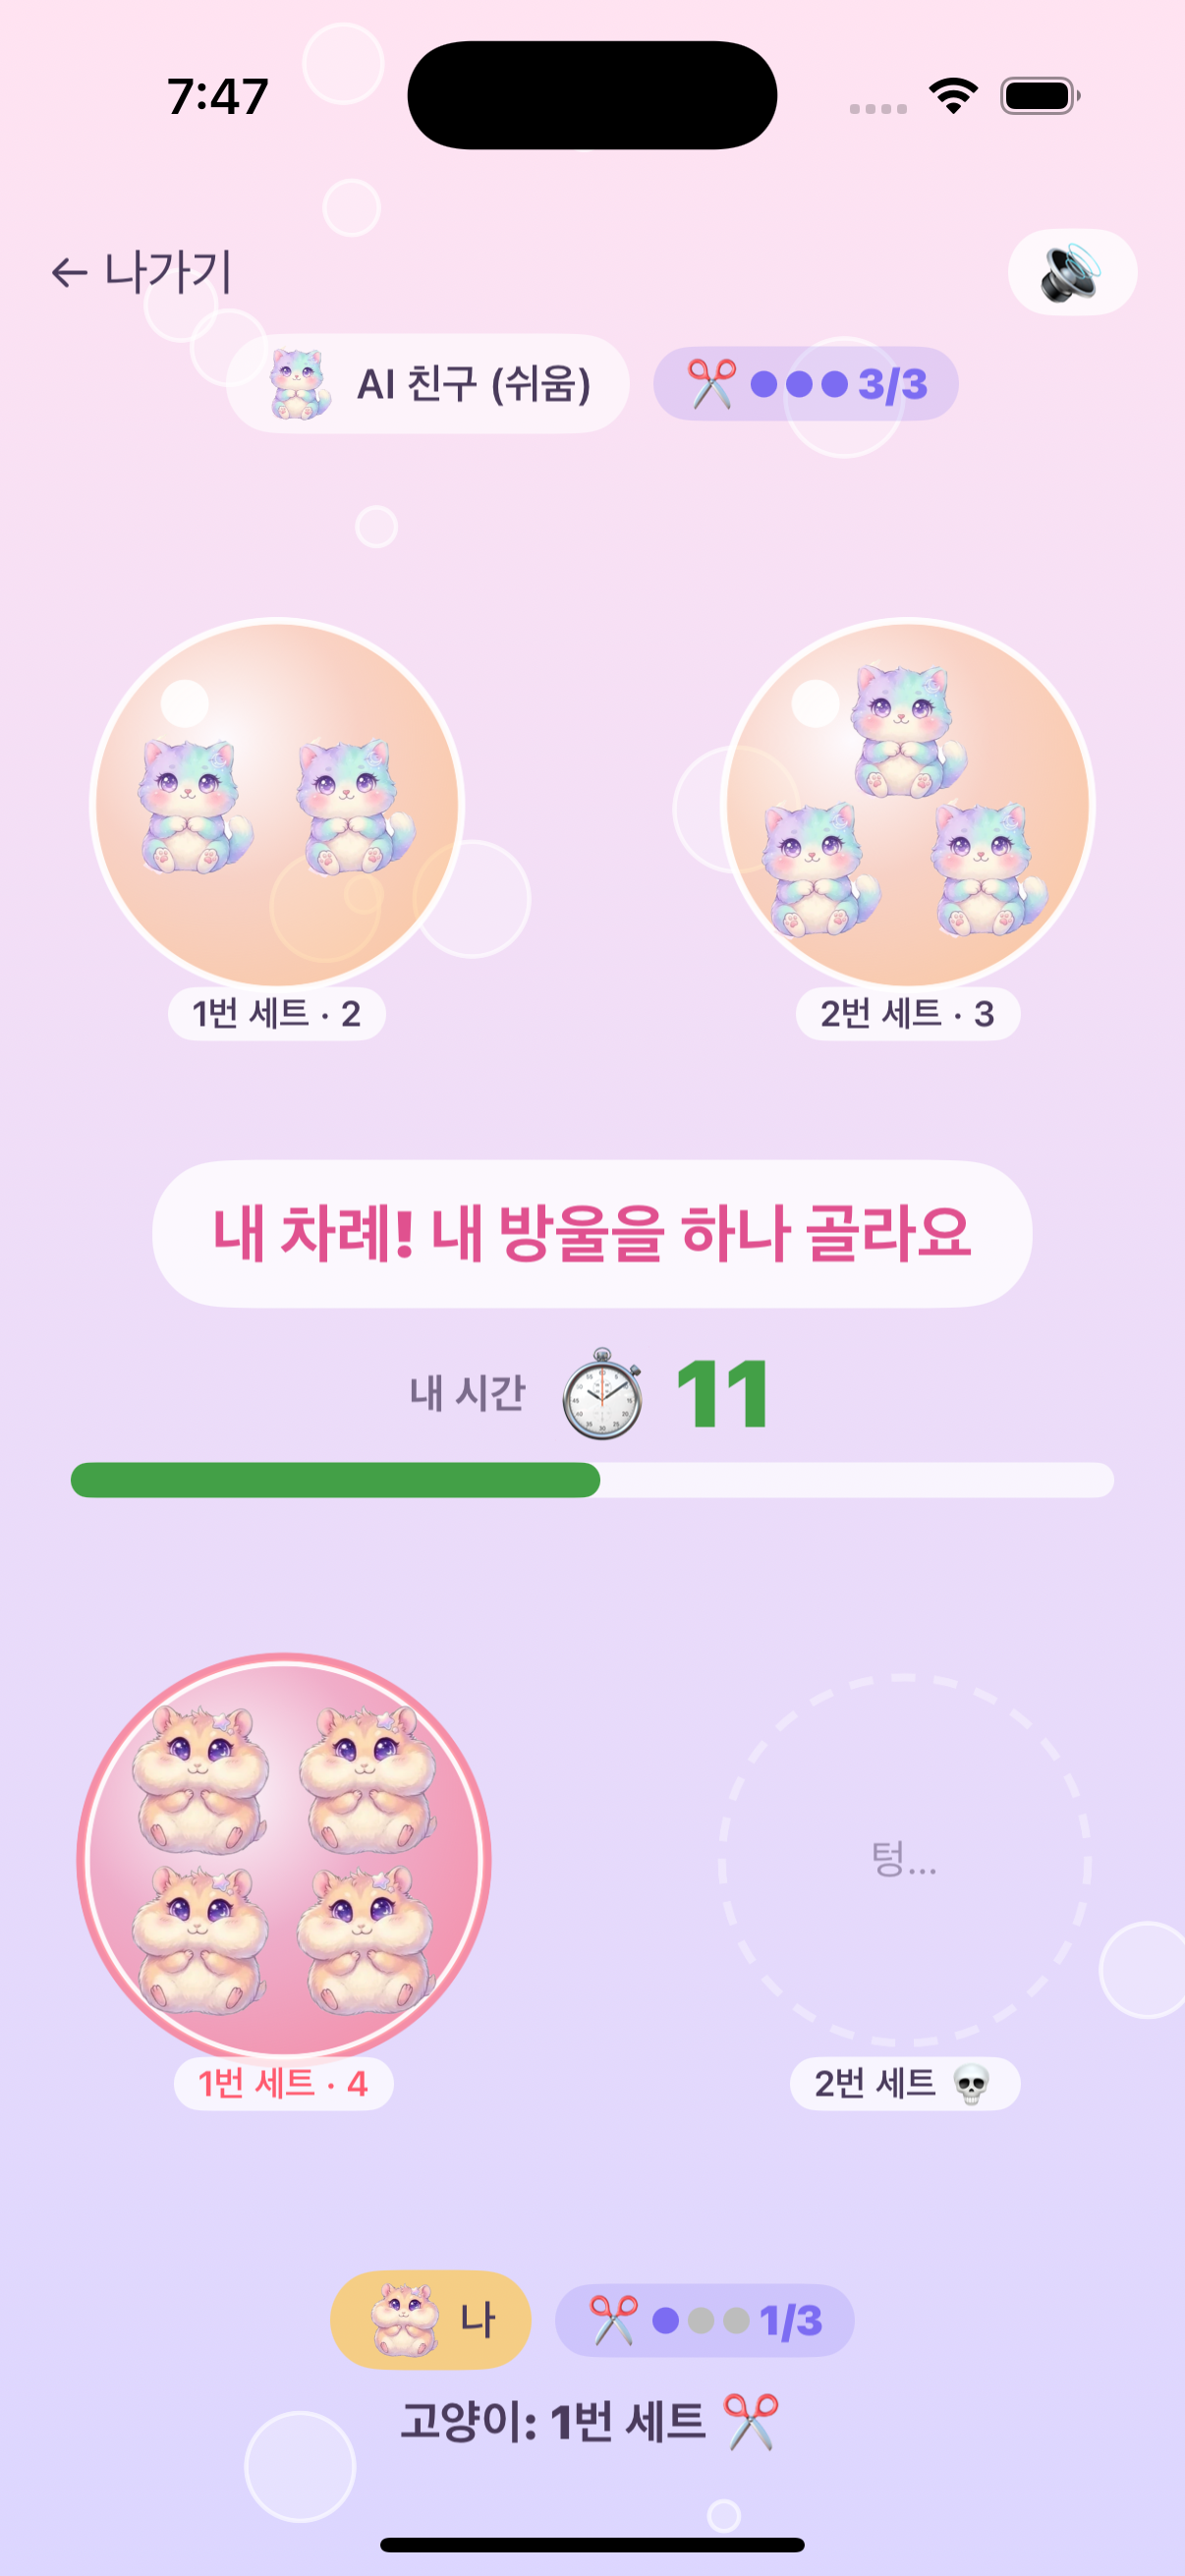 7:47
← 나가기
AI 친구 (쉬움)
3/3
1번 세트 · 2
2번 세트 · 3
내 차례! 내 방울을 하나 골라요
내 시간
11
텅...
1번 세트 · 4
2번 세트
나
1/3
고양이: 1번 세트